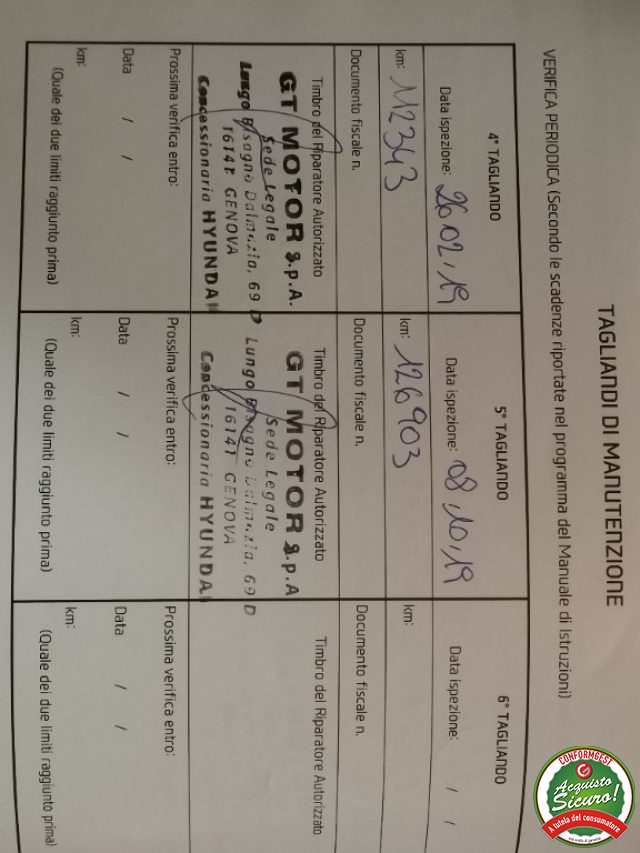 TAGLIANDI DI MANUTENZIONE
VERIFICA PERIODICA (Secondo le scadenze riportate nel programma del Manuale di Istruzioni)
4° TAGLIANDO
Data ispezione: 26.02.19
km: 112343
Documento fiscale n.
Timbro del Riparatore Autorizzato
GT MOTOR S.p.A.
Sede Legale
Lungo Bisagno Dalmazia, 69 D
16141 GENOVA
Concessionaria HYUNDAI
Prossima verifica entro:
Data / /
km:
(Quale dei due limiti raggiunto prima)
5° TAGLIANDO
Data ispezione: 08.10.19
km: 126903
Documento fiscale n.
Timbro del Riparatore Autorizzato
GT MOTOR S.p.A
Sede Legale
Lungo Bisagno Dalmazia, 69 D
16141 GENOVA
Concessionaria HYUNDAI
Prossima verifica entro:
Data / /
km:
(Quale dei due limiti raggiunto prima)
6° TAGLIANDO
Data ispezione: / /
km:
Documento fiscale n.
Timbro del Riparatore Autorizzato
Prossima verifica entro:
Data / /
km:
(Quale dei due limiti raggiunto prima)
CONFORMGEST
Acquisto
Sicuro!
A tutela del consumatore